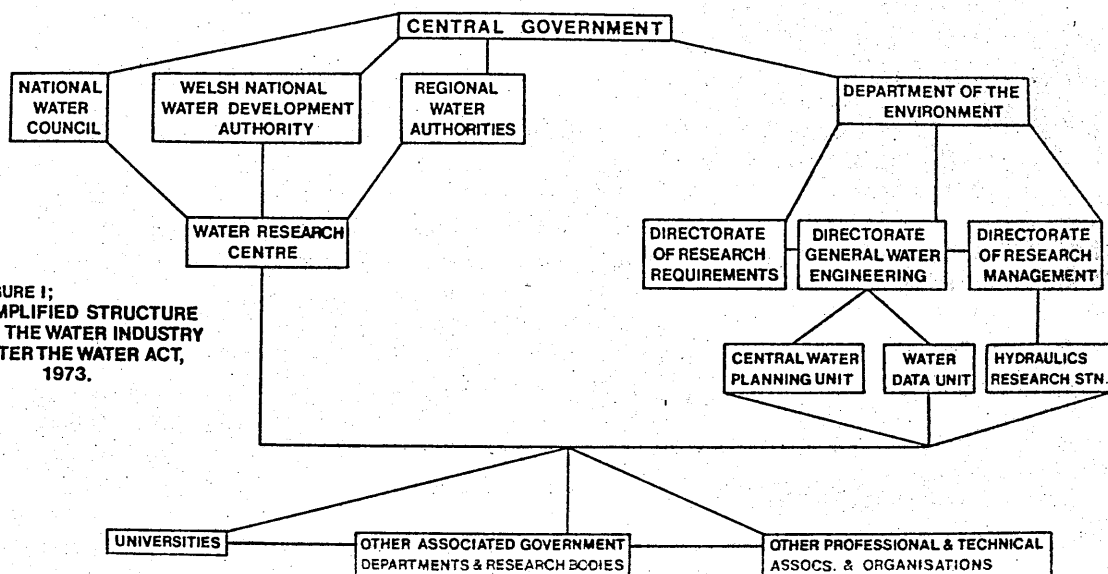 CENTRAL GOVERNMENT
NATIONAL
WATER
COUNCIL
WELSH NATIONAL
WATER DEVELOPMENT
AUTHORITY
REGIONAL
WATER
AUTHORITIES
DEPARTMENT OF THE
ENVIRONMENT
WATER RESEARCH
CENTRE
DIRECTORATE
OF RESEARCH
REQUIREMENTS
DIRECTORATE
GENERAL WATER
ENGINEERING
DIRECTORATE
OF RESEARCH
MANAGEMENT
GURE I;
MPLIFIED STRUCTURE
THE WATER INDUSTRY
TER THE WATER ACT,
1973.
CENTRAL WATER
PLANNING UNIT
WATER
DATA UNIT
HYDRAULICS
RESEARCH STN.
UNIVERSITIES
OTHER ASSOCIATED GOVERNMENT
DEPARTMENTS & RESEARCH BODIES
OTHER PROFESSIONAL & TECHNICAL
ASSOCS. & ORGANISATIONS